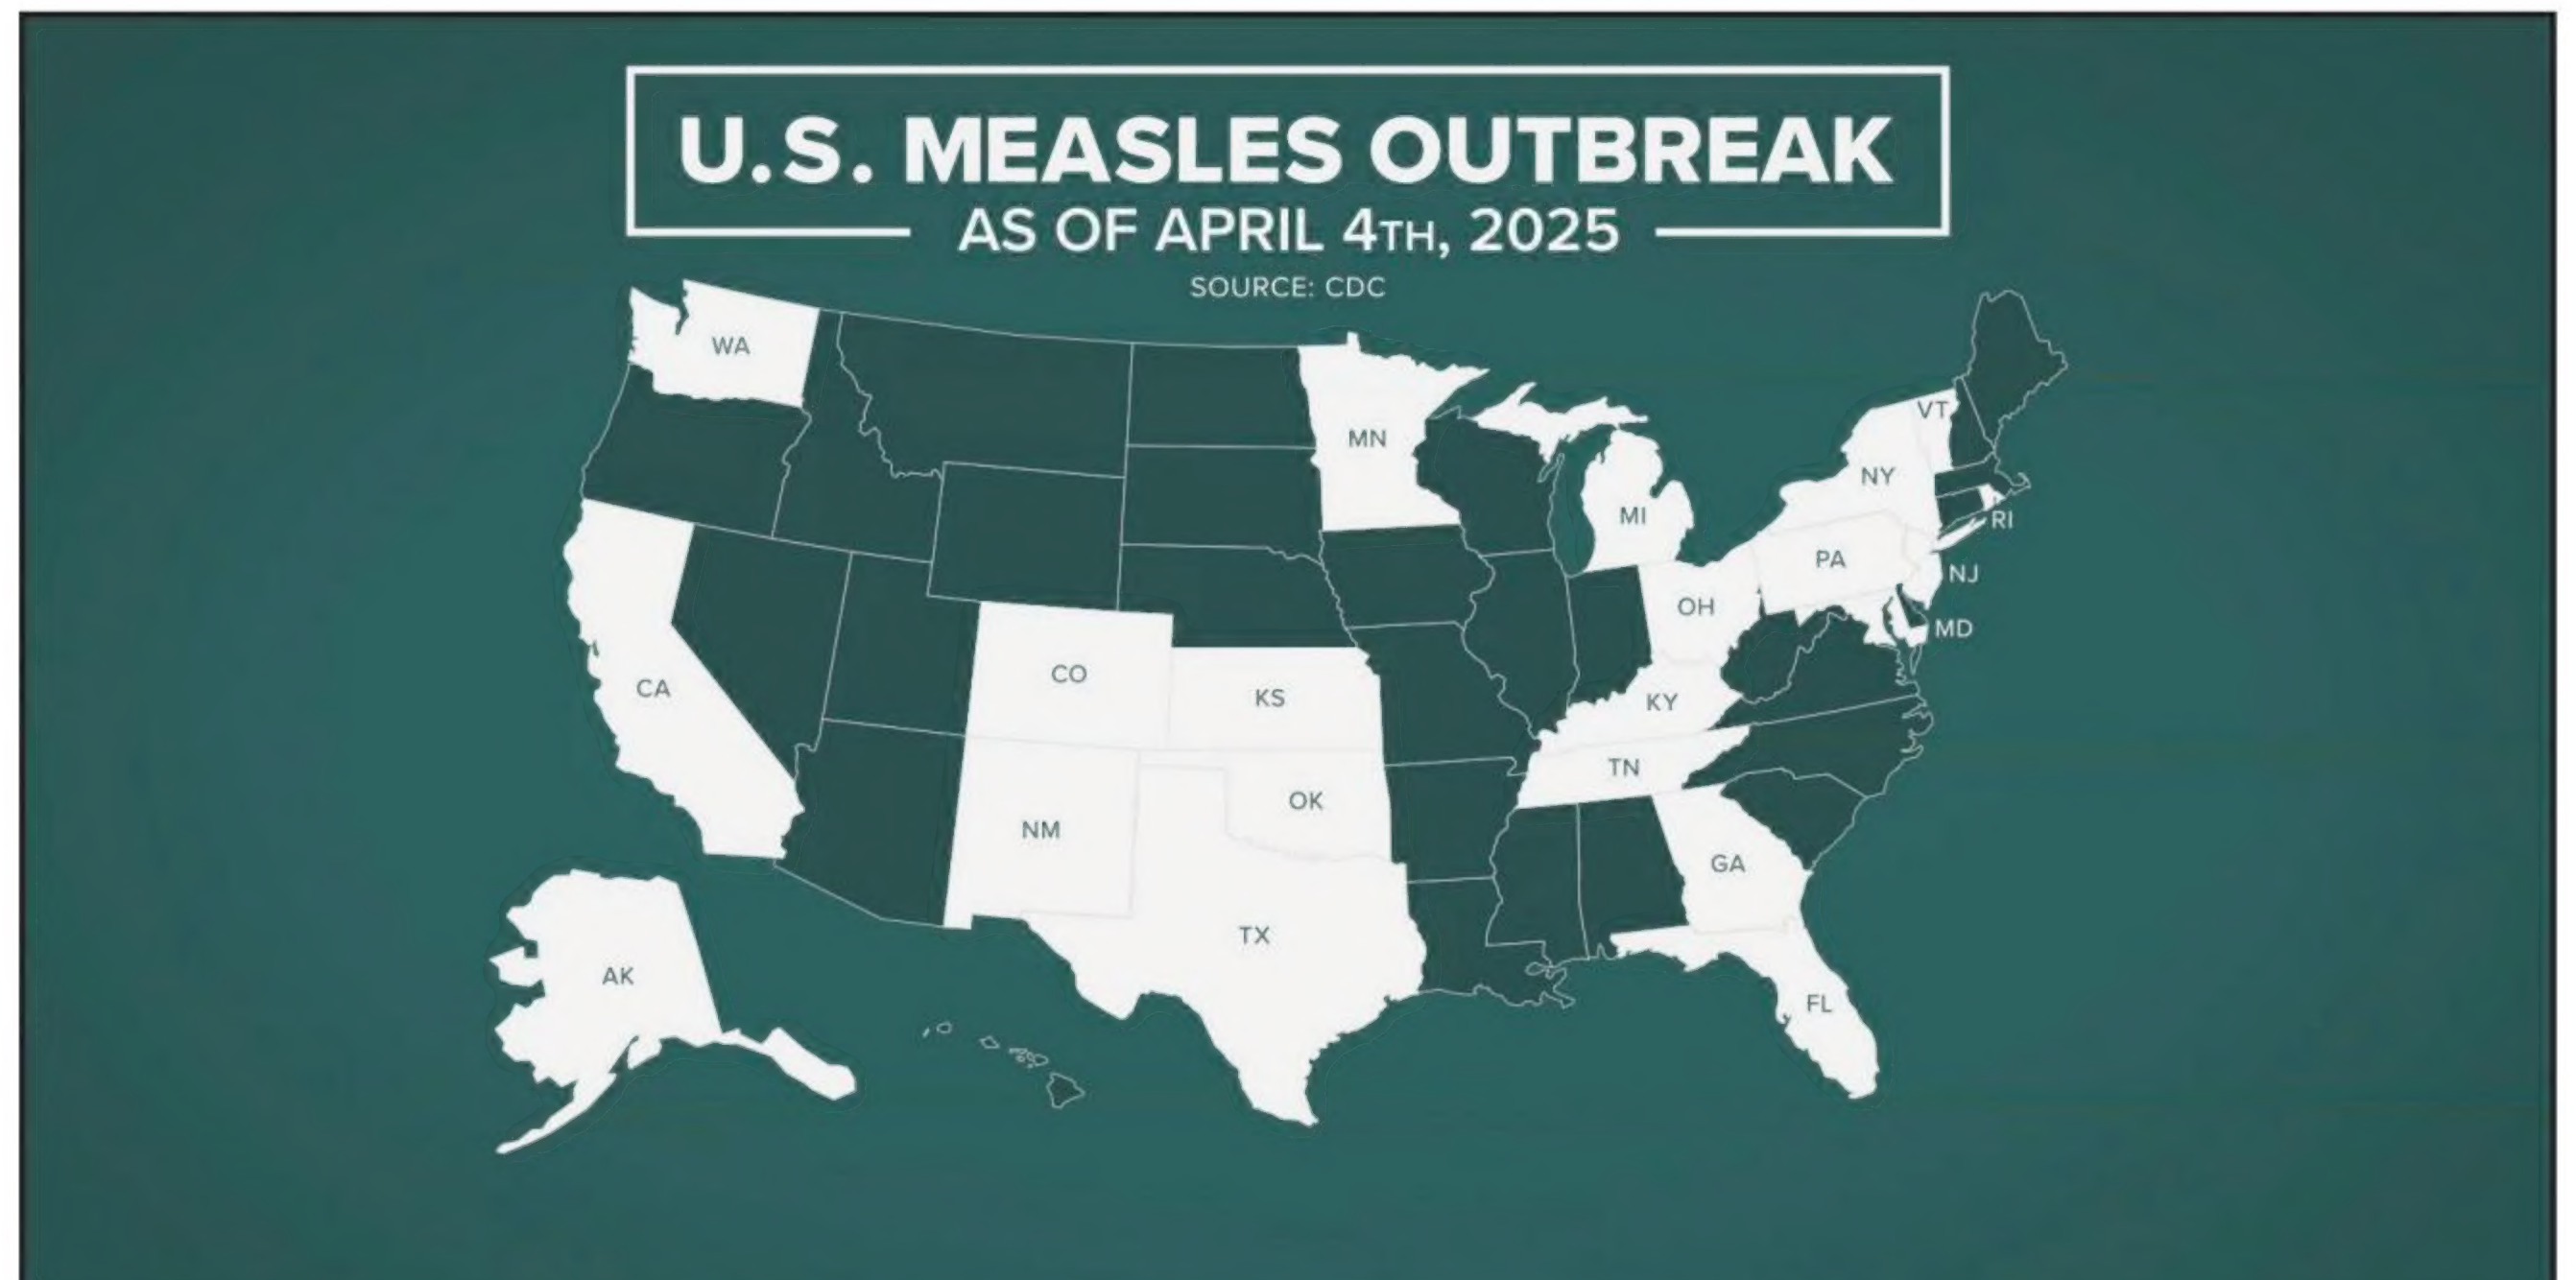 U.S. MEASLES OUTBREAK
AS OF APRIL 4TH, 2025
SOURCE: CDC
WA
VT
MN
NY
MI
RI
PA
NJ
OH
MD
CO
CA
KS
KY
TN
OK
NM
GA
TX
AK
FL